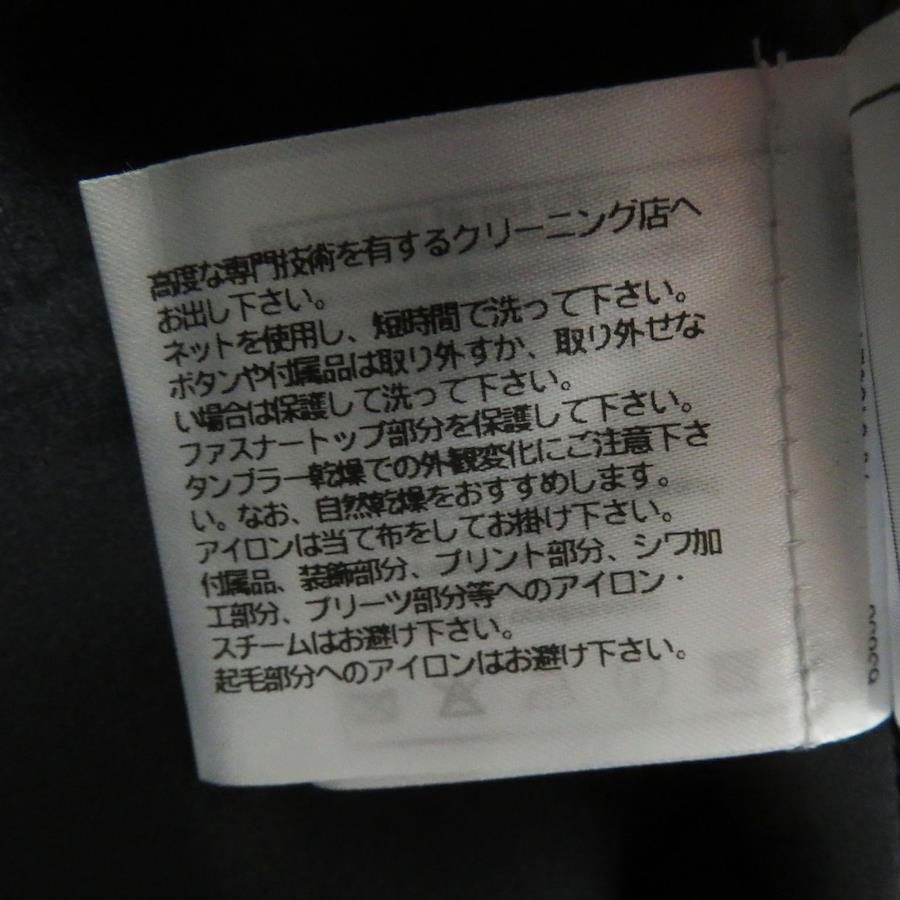 高度な専門技術を有するクリーニング店へ
お出し下さい。
ネットを使用し、短時間で洗って下さい。
ボタンや付属品は取り外すか、取り外せな
い場合は保護して洗って下さい。
ファスナートップ部分を保護して下さい。
タンブラー乾燥での外観変化にご注意下さ
い。なお、自然乾燥をおすすめします。
アイロンは当て布をしてお掛け下さい。
付属品、装飾部分、プリント部分、シワ加
工部分、プリーツ部分等へのアイロン・
スチームはお避け下さい。
起毛部分へのアイロンはお避け下さい。